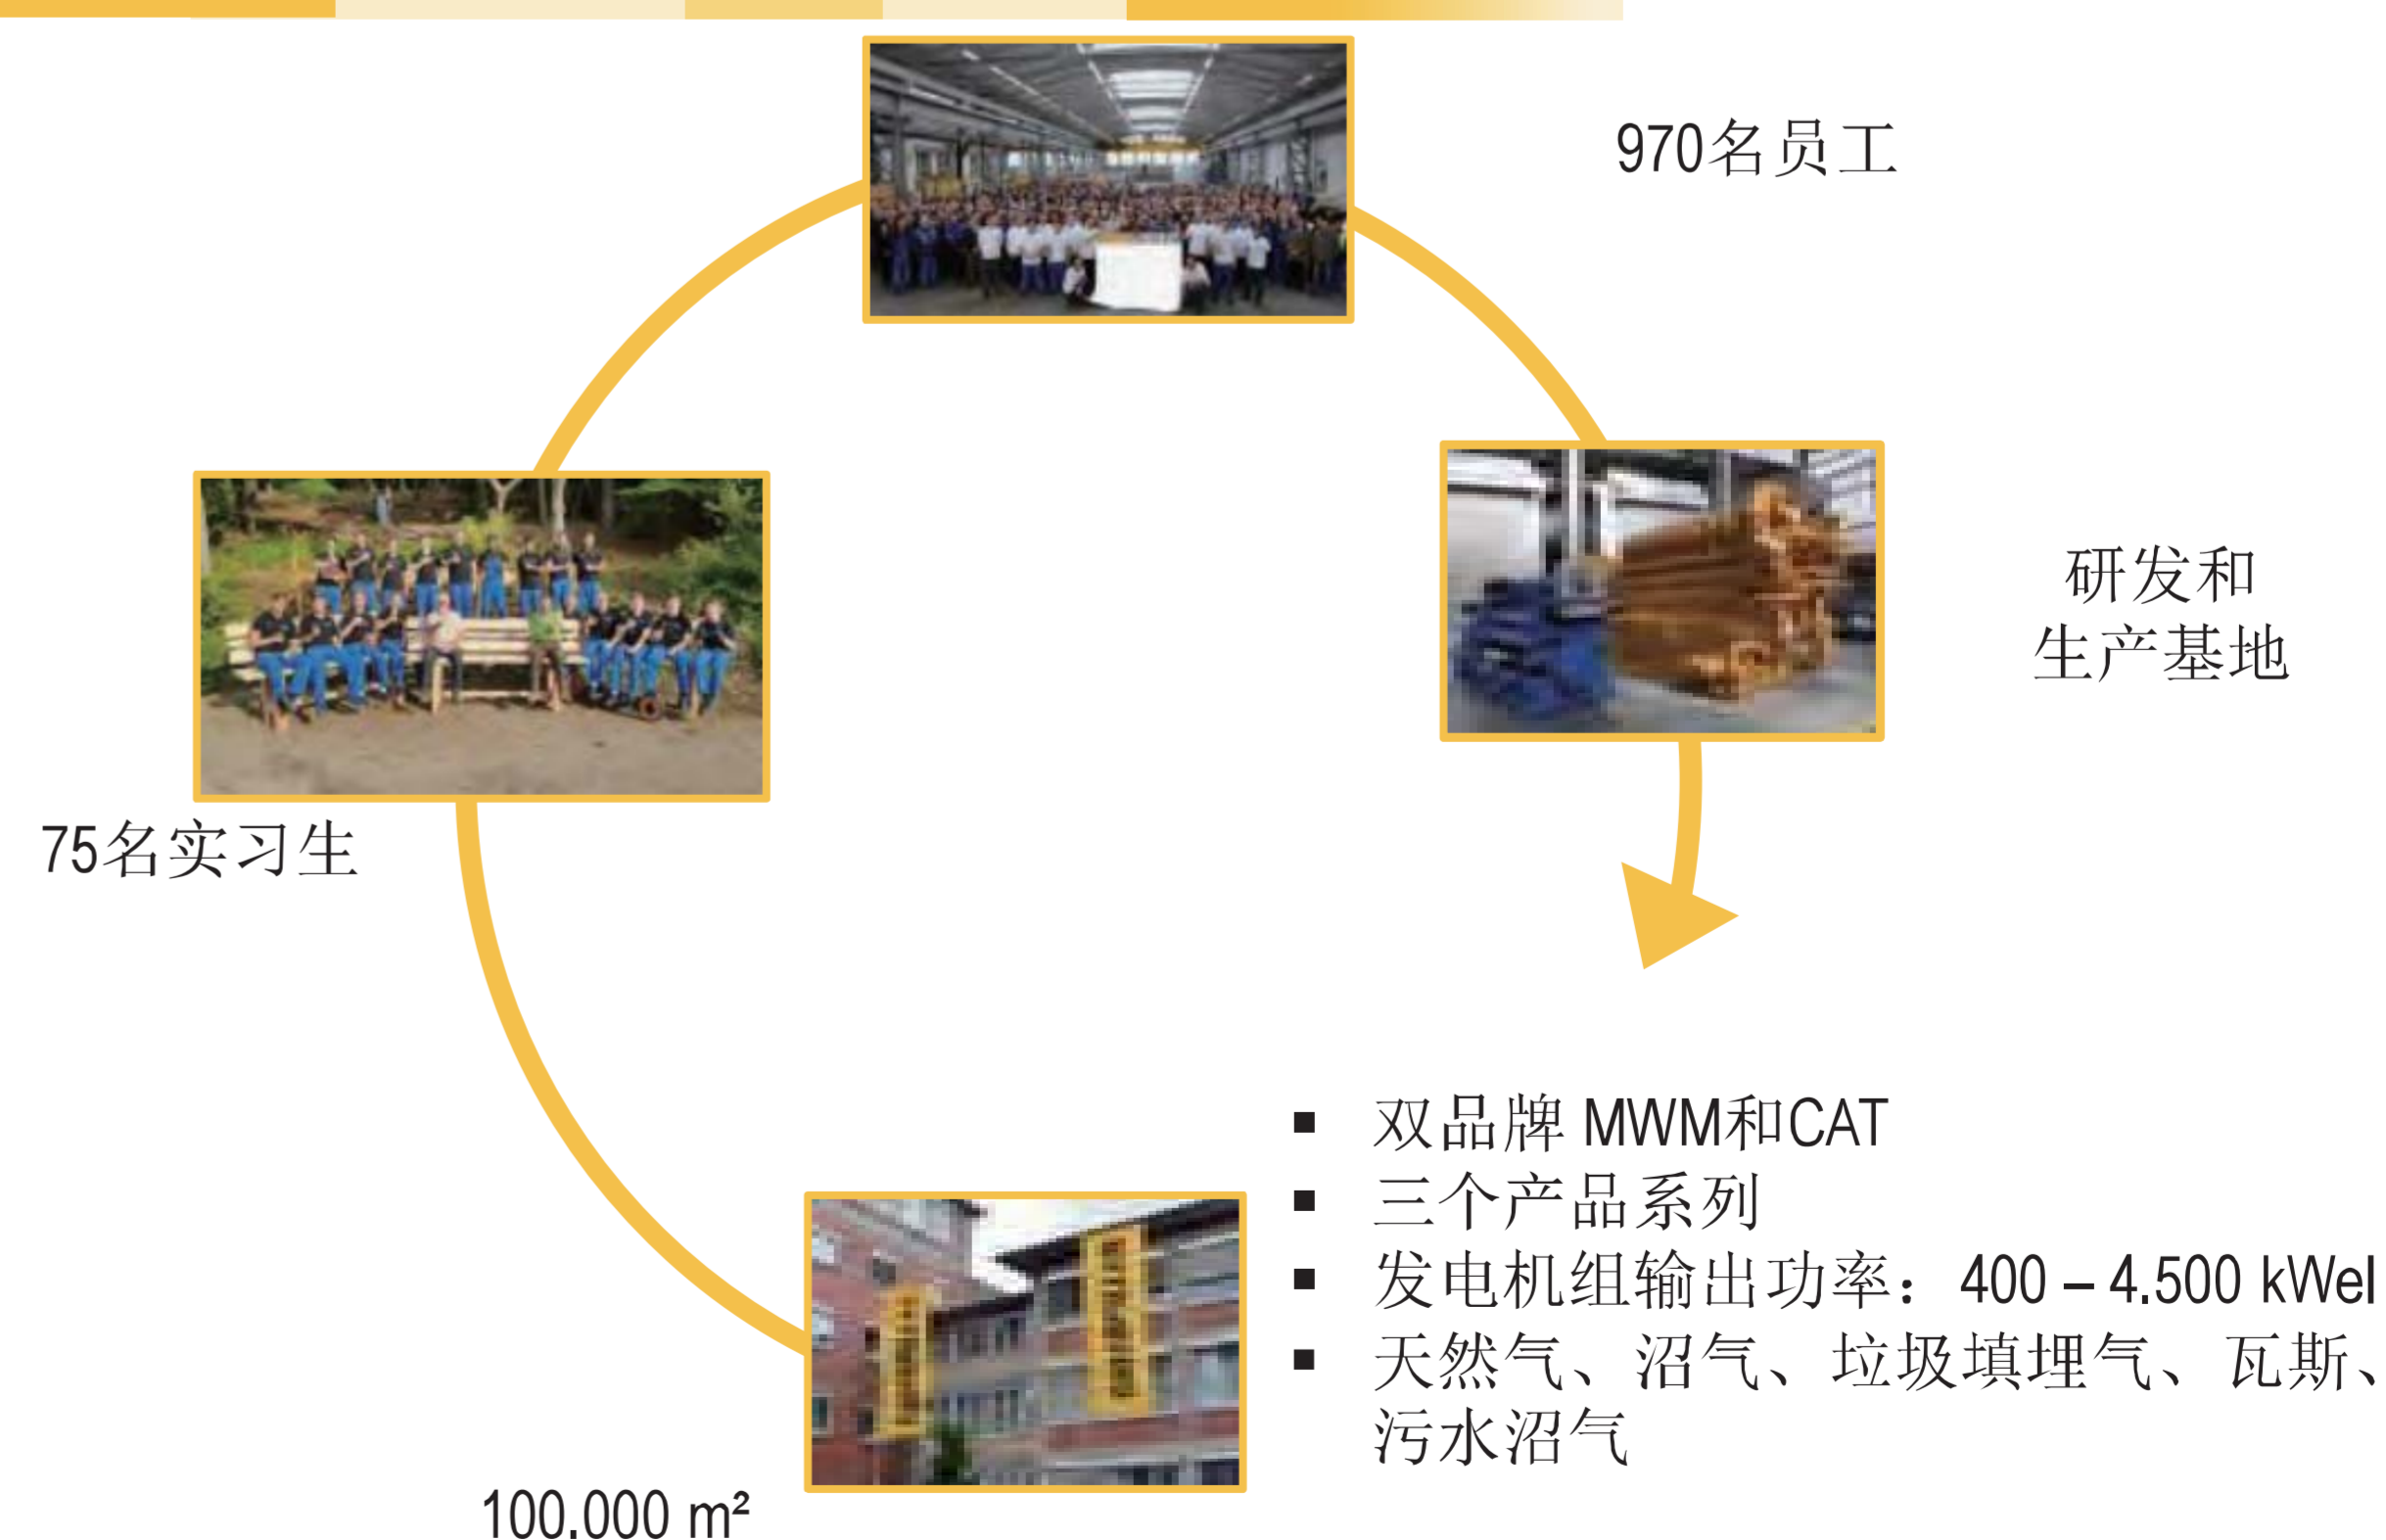 970名员工
研发和
生产基地
75名实习生
双品牌 MWM和CAT
三个产品系列
发电机组输出功率：400 – 4.500 kWel
天然气、沼气、垃圾填埋气、瓦斯、
污水沼气
100.000 m²